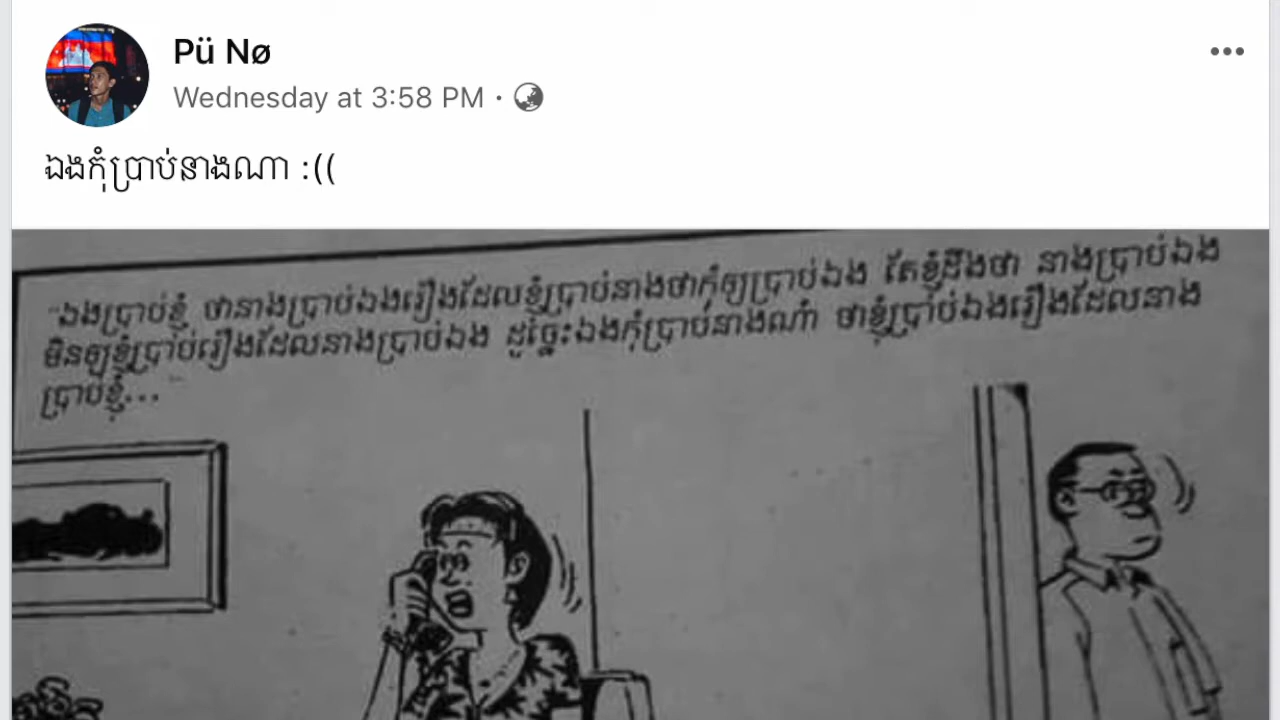 Pü Nø
Wednesday at 3:58 PM ·
ឯងកុំប្រាប់នាងណា :((
"ឯងប្រាប់ខ្ញុំ ថានាងប្រាប់ឯងរឿងដែលខ្ញុំប្រាប់នាងថាកុំឲ្យប្រាប់ឯង តែខ្ញុំដឹងថា នាងប្រាប់ឯង
មិនឲ្យខ្ញុំប្រាប់រឿងដែលនាងប្រាប់ឯង ដូច្នេះឯងកុំប្រាប់នាងណាំ ថាខ្ញុំប្រាប់ឯងរឿងដែលនាង
ប្រាប់ខ្ញុំ..."